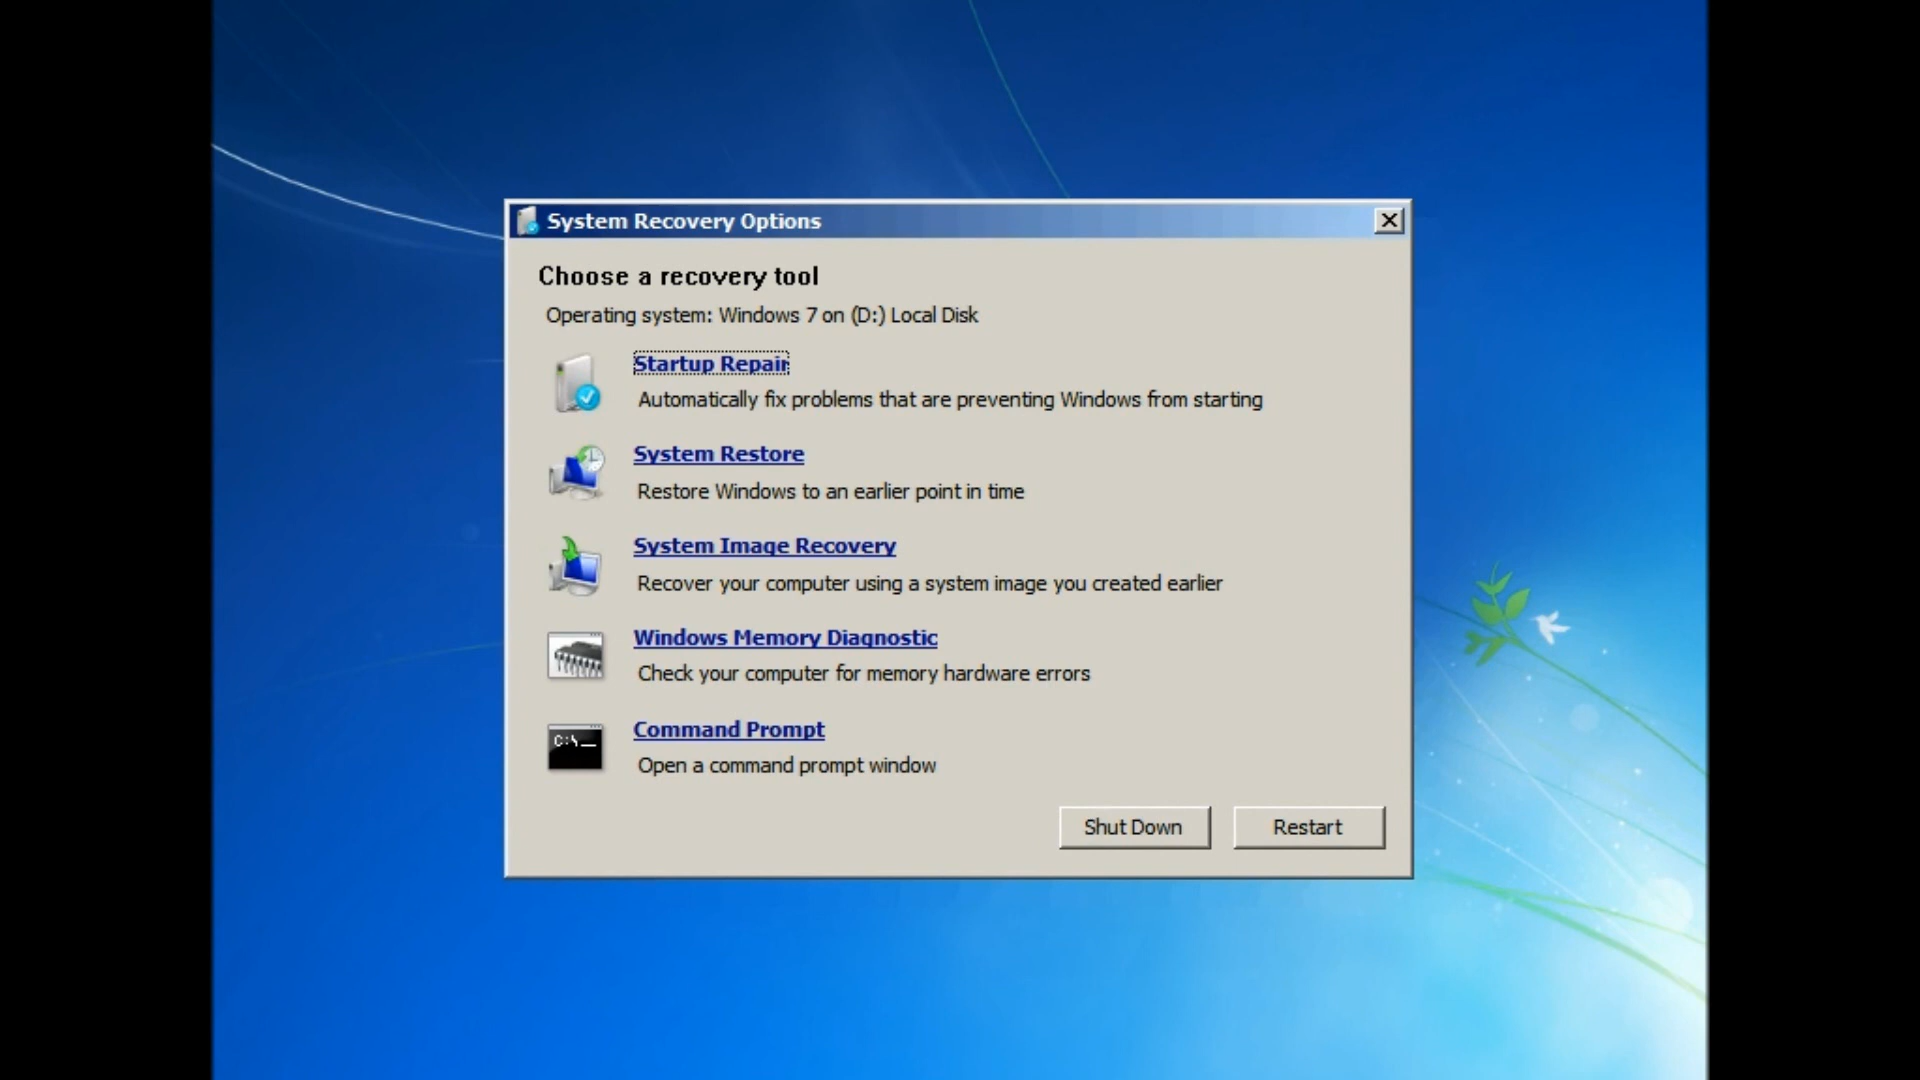 System Recovery Options
Choose a recovery tool
Operating system: Windows 7 on (D:) Local Disk
Startup Repair
Automatically fix problems that are preventing Windows from starting
System Restore
Restore Windows to an earlier point in time
System Image Recovery
Recover your computer using a system image you created earlier
Windows Memory Diagnostic
Check your computer for memory hardware errors
Command Prompt
C:\_
Open a command prompt window
Shut Down
Restart